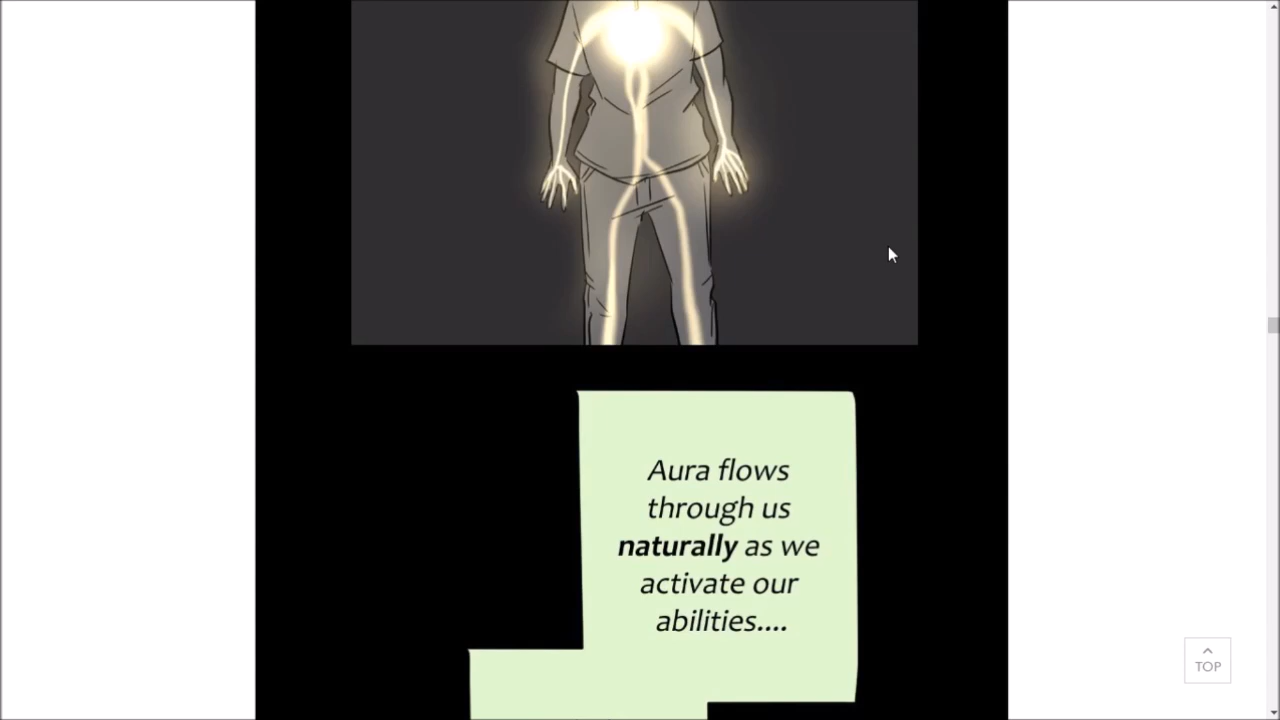 Aura flows
through us
naturally as we
activate our
abilities....
TOP